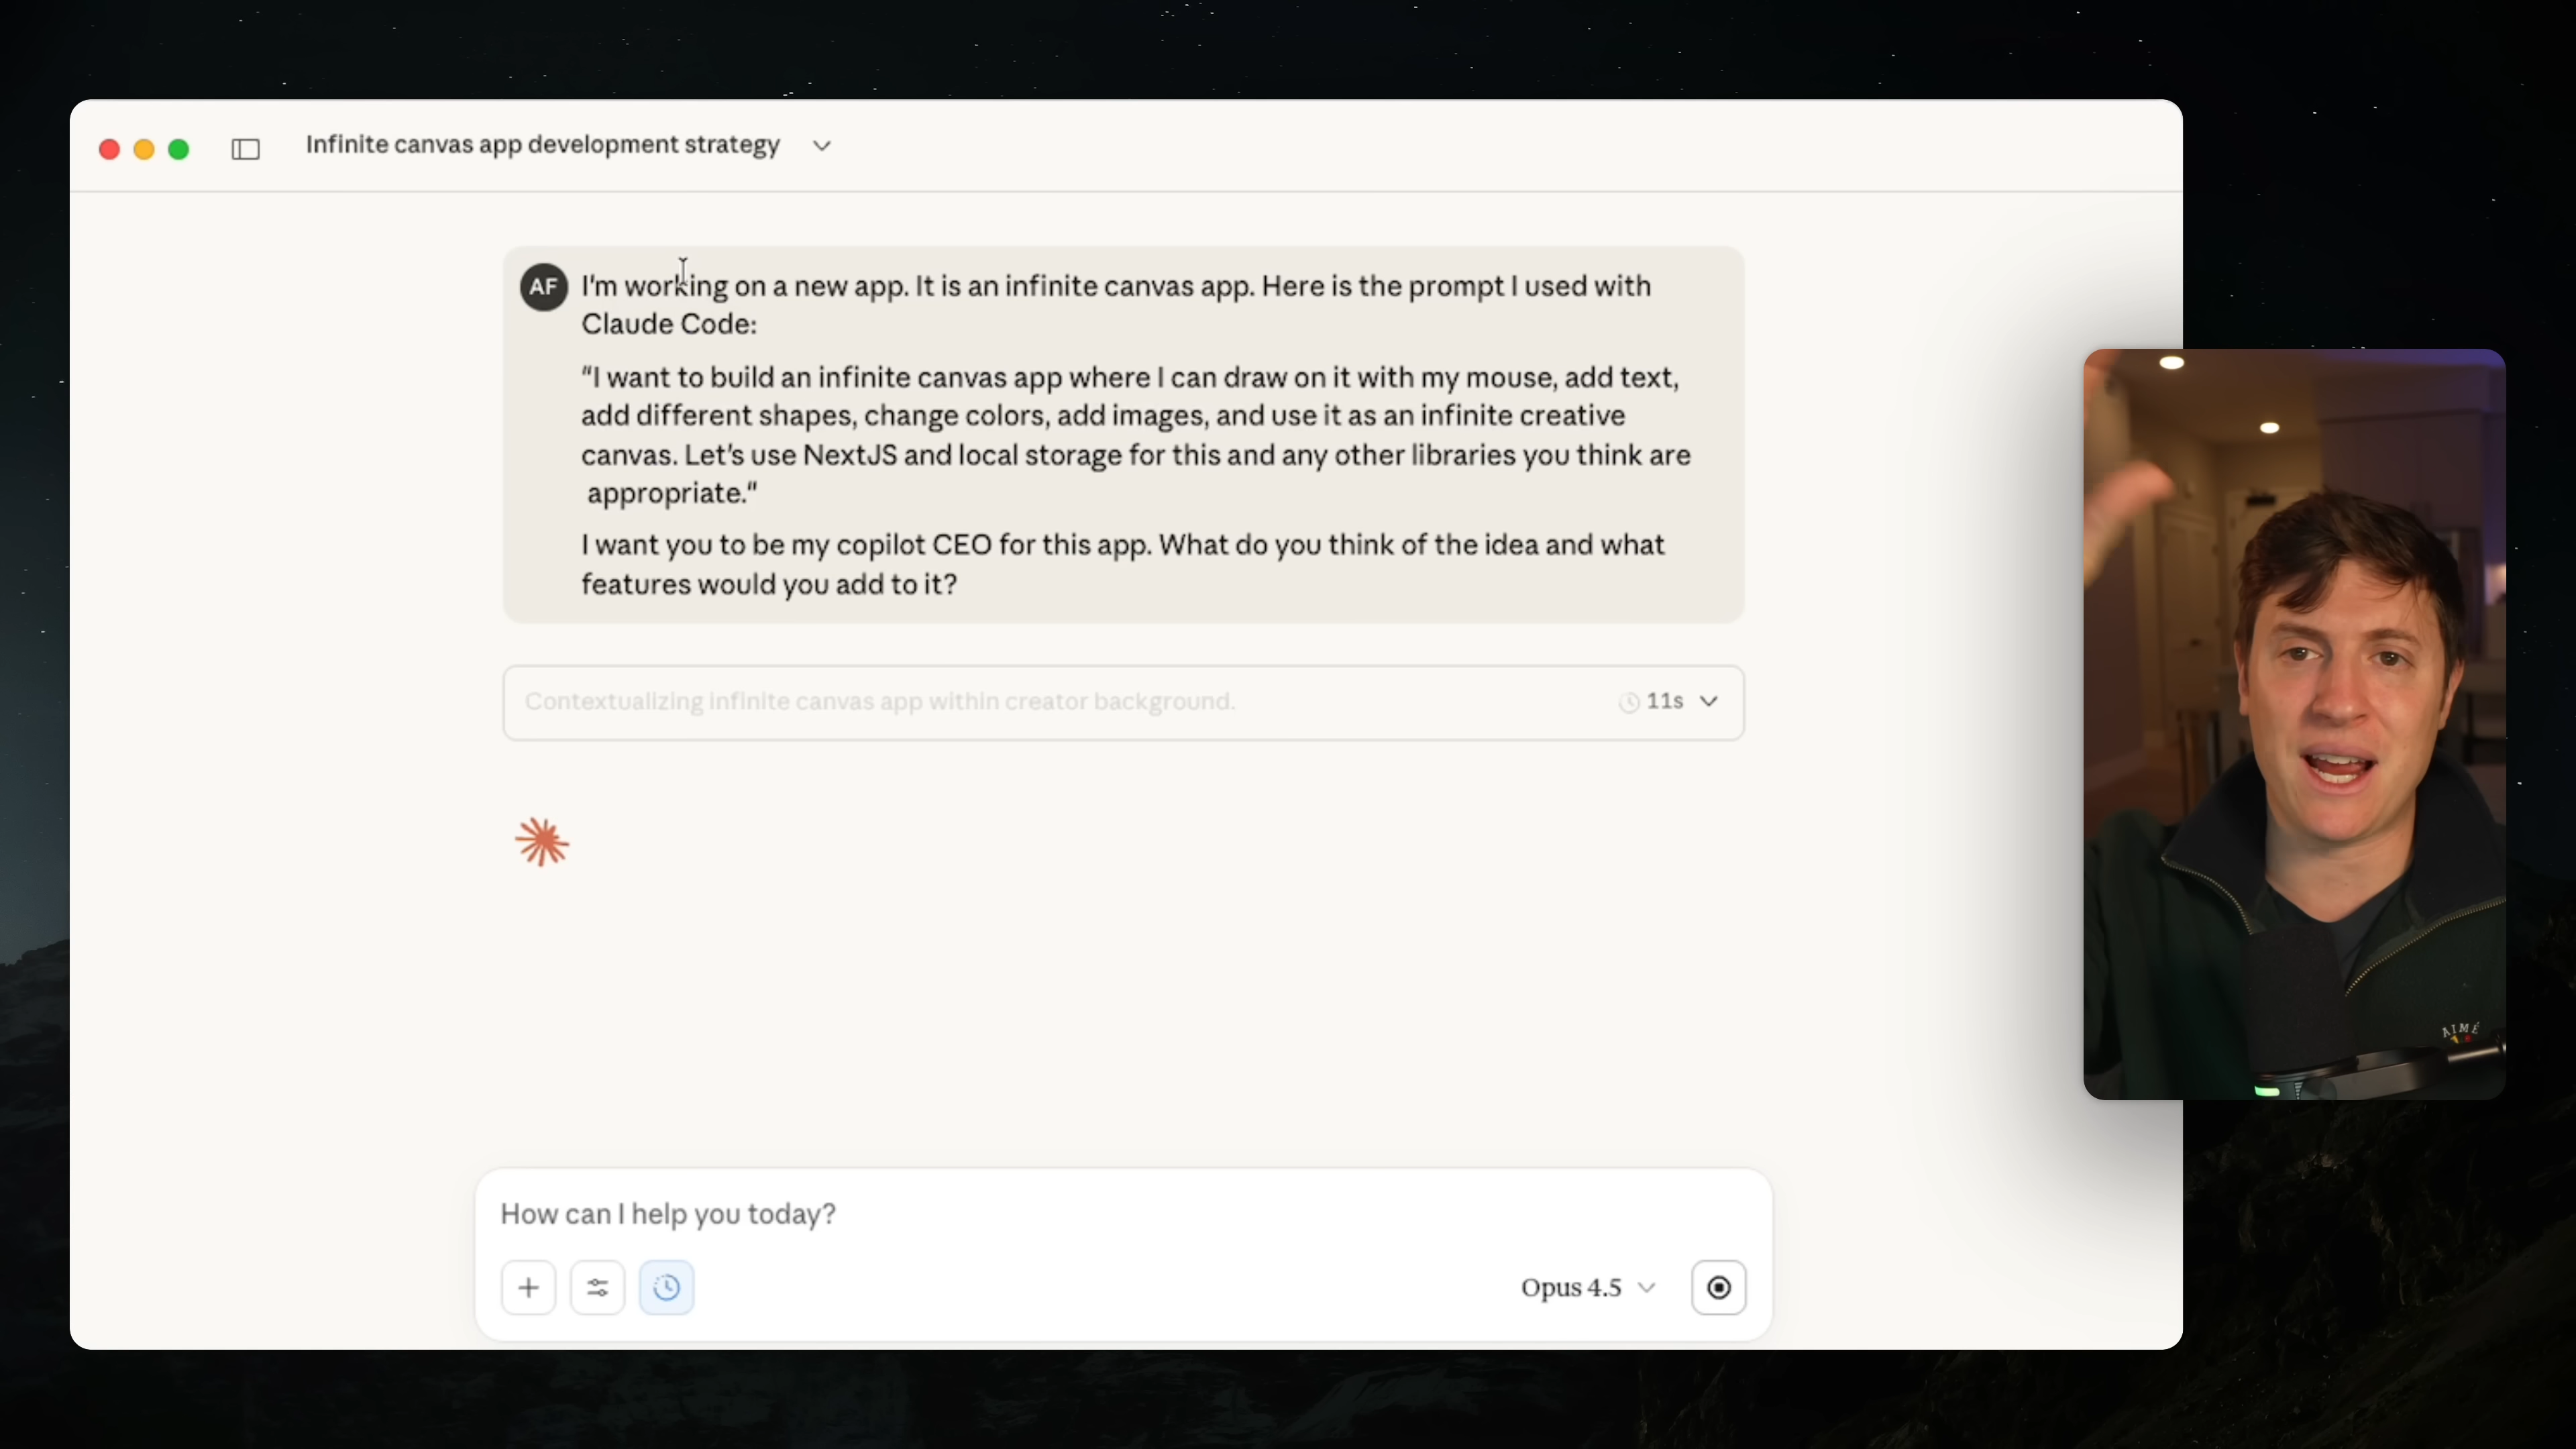 Infinite canvas app development strategy
AF
I'm working on a new app. It is an infinite canvas app. Here is the prompt I used with
Claude Code:
"I want to build an infinite canvas app where I can draw on it with my mouse, add text,
add different shapes, change colors, add images, and use it as an infinite creative
canvas. Let's use NextJS and local storage for this and any other libraries you think are
appropriate."
I want you to be my copilot CEO for this app. What do you think of the idea and what
features would you add to it?
Contextualizing infinite canvas app within creator background.
11s
How can I help you today?
Opus 4.5
AIMÉ